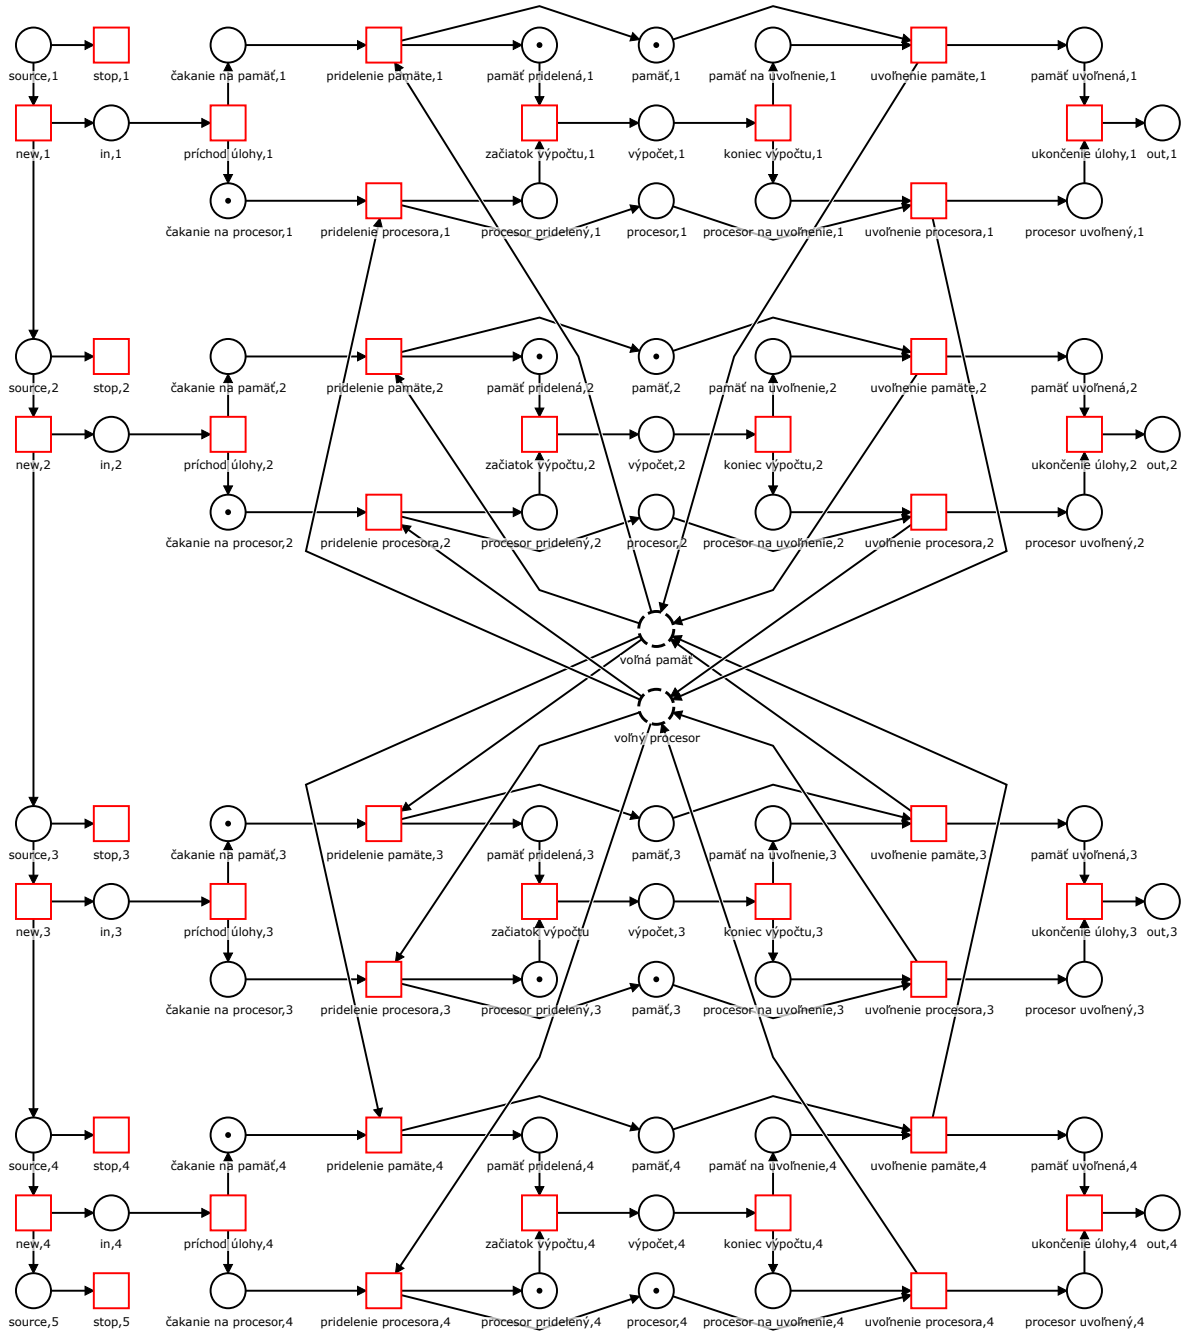 source,1 stop,1 čakanie na pamäť,1 pridelenie pamäte,1 pamäť pridelená,1 pamäť,1 pamäť na uvoľnenie,1 uvoľnenie pamäte,1 pamäť uvoľnená,1
new,1 in,1 príchod úlohy,1 začiatok výpočtu,1 výpočet,1 koniec výpočtu,1 ukončenie úlohy,1 out,1
čakanie na procesor,1 pridelenie procesora,1 procesor pridelený,1 procesor,1 procesor na uvoľnenie,1 uvoľnenie procesora,1 procesor uvoľnený,1
source,2 stop,2 čakanie na pamäť,2 pridelenie pamäte,2 pamäť pridelená,2 pamäť,2 pamäť na uvoľnenie,2 uvoľnenie pamäte,2 pamäť uvoľnená,2
new,2 in,2 príchod úlohy,2 začiatok výpočtu,2 výpočet,2 koniec výpočtu,2 ukončenie úlohy,2 out,2
čakanie na procesor,2 pridelenie procesora,2 procesor pridelený,2 procesor,2 procesor na uvoľnenie,2 uvoľnenie procesora,2 procesor uvoľnený,2
voľná pamäť
voľný procesor
source,3 stop,3 čakanie na pamäť,3 pridelenie pamäte,3 pamäť pridelená,3 pamäť,3 pamäť na uvoľnenie,3 uvoľnenie pamäte,3 pamäť uvoľnená,3
new,3 in,3 príchod úlohy,3 začiatok výpočtu výpočet,3 koniec výpočtu,3 ukončenie úlohy,3 out,3
čakanie na procesor,3 pridelenie procesora,3 procesor pridelený,3 pamäť,3 procesor na uvoľnenie,3 uvoľnenie procesora,3 procesor uvoľnený,3
source,4 stop,4 čakanie na pamäť,4 pridelenie pamäte,4 pamäť pridelená,4 pamäť,4 pamäť na uvoľnenie,4 uvoľnenie pamäte,4 pamäť uvoľnená,4
new,4 in,4 príchod úlohy,4 začiatok výpočtu,4 výpočet,4 koniec výpočtu,4 ukončenie úlohy,4 out,4
source,5 stop,5 čakanie na procesor,4 pridelenie procesora,4 procesor pridelený,4 procesor,4 procesor na uvoľnenie,4 uvoľnenie procesora,4 procesor uvoľnený,4